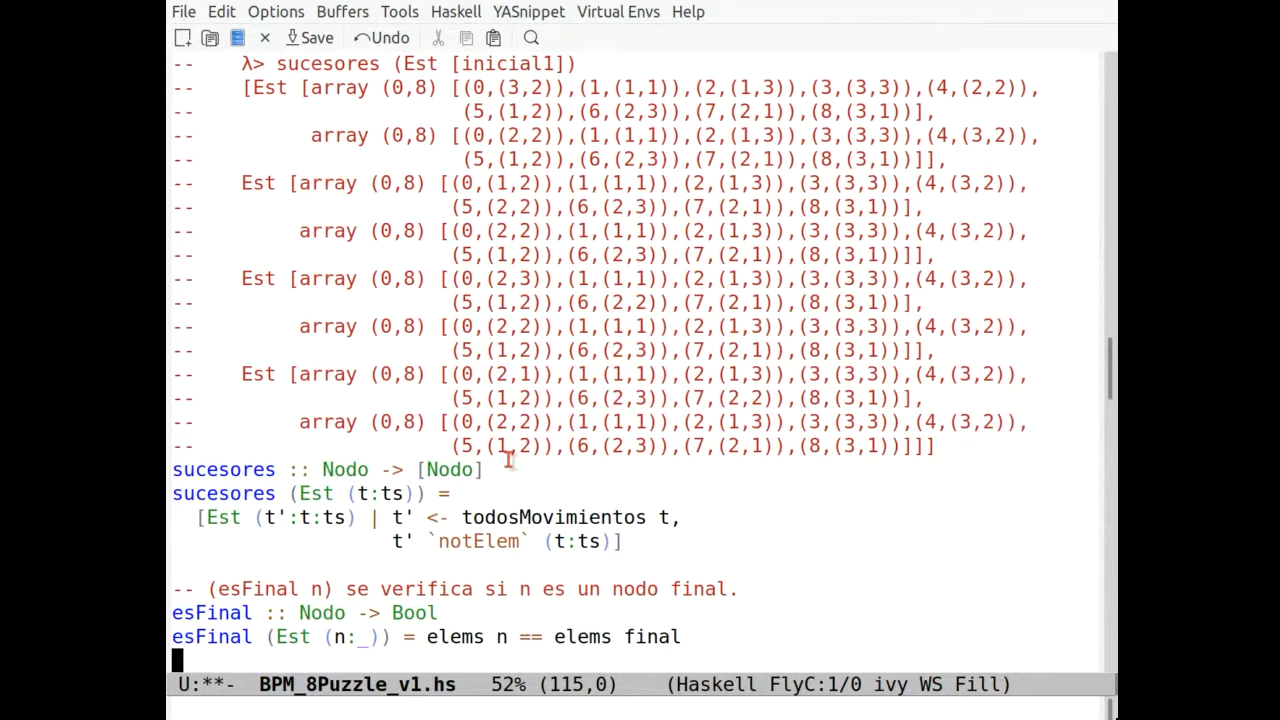 File Edit Options Buffers Tools Haskell YASnippet Virtual Envs Help
Save Undo
-- λ> sucesores (Est [inicial1])
-- [Est [array (0,8) [(0,(3,2)),(1,(1,1)),(2,(1,3)),(3,(3,3)),(4,(2,2)),
-- (5,(1,2)),(6,(2,3)),(7,(2,1)),(8,(3,1))],
-- array (0,8) [(0,(2,2)),(1,(1,1)),(2,(1,3)),(3,(3,3)),(4,(3,2)),
-- (5,(1,2)),(6,(2,3)),(7,(2,1)),(8,(3,1))]],
-- Est [array (0,8) [(0,(1,2)),(1,(1,1)),(2,(1,3)),(3,(3,3)),(4,(3,2)),
-- (5,(2,2)),(6,(2,3)),(7,(2,1)),(8,(3,1))],
-- array (0,8) [(0,(2,2)),(1,(1,1)),(2,(1,3)),(3,(3,3)),(4,(3,2)),
-- (5,(1,2)),(6,(2,3)),(7,(2,1)),(8,(3,1))]],
-- Est [array (0,8) [(0,(2,3)),(1,(1,1)),(2,(1,3)),(3,(3,3)),(4,(3,2)),
-- (5,(1,2)),(6,(2,2)),(7,(2,1)),(8,(3,1))],
-- array (0,8) [(0,(2,2)),(1,(1,1)),(2,(1,3)),(3,(3,3)),(4,(3,2)),
-- (5,(1,2)),(6,(2,3)),(7,(2,1)),(8,(3,1))]],
-- Est [array (0,8) [(0,(2,1)),(1,(1,1)),(2,(1,3)),(3,(3,3)),(4,(3,2)),
-- (5,(1,2)),(6,(2,3)),(7,(2,2)),(8,(3,1))],
-- array (0,8) [(0,(2,2)),(1,(1,1)),(2,(1,3)),(3,(3,3)),(4,(3,2)),
-- (5,(1,2)),(6,(2,3)),(7,(2,1)),(8,(3,1))]]]
sucesores :: Nodo -> [Nodo]
sucesores (Est (t:ts)) =
[Est (t':t:ts) | t' <- todosMovimientos t,
t' `notElem` (t:ts)]
-- (esFinal n) se verifica si n es un nodo final.
esFinal :: Nodo -> Bool
esFinal (Est (n:_)) = elems n == elems final
U:**- BPM_8Puzzle_v1.hs 52% (115,0) (Haskell FlyC:1/0 ivy WS Fill)